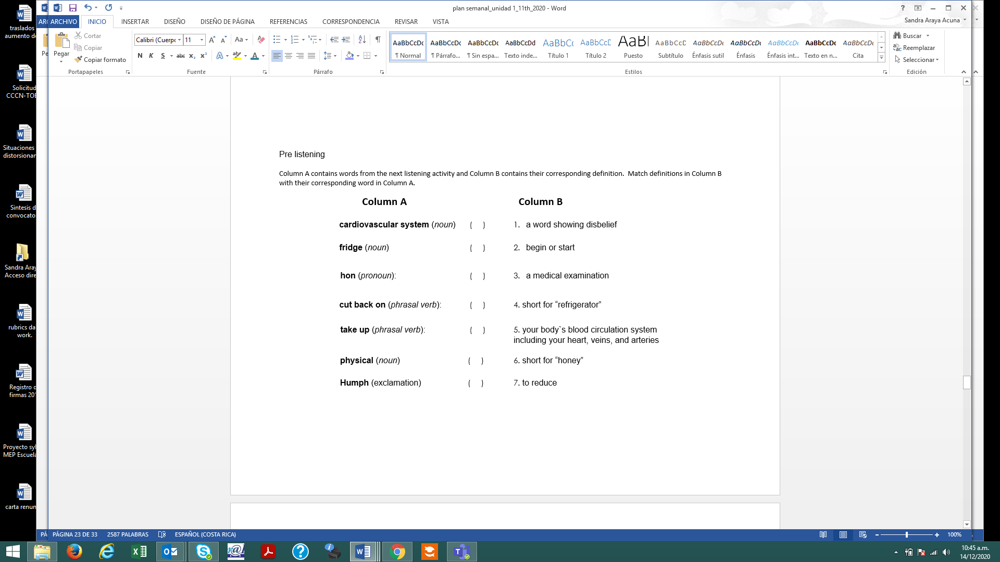 plan semanal_unidad 1_11th_2020 - Word
Sandra Araya Acuna
ARCHIVO INICIO INSERTAR DISEÑO DISEÑO DE PÁGINA REFERENCIAS CORRESPONDENCIA REVISAR VISTA
Pegar
Cortar
Copiar
Copiar formato
Portapapeles
Calibri (Cuerpo 11
Fuente
Párrafo
AaBbCcDc AaBbCcDc AaBbCcDc AaBbCcDd AaBbCc AaBbCcD AaBl AaBbCcD AaBbCcDc AaBbCcDc AaBbCcDc AaBbCcDc AaBbCcDc
¶ Normal ¶ Párrafo... ¶ Sin espa... Texto inde... Título 1 Título 2 Puesto Subtítulo Énfasis sutil Énfasis Énfasis int... Texto en n... Cita
Estilos
Buscar
Reemplazar
Seleccionar
Edición
traslados
aumento de
Solicitud
CCCN-TOE
Situaciones
distorsionan
Sintesis d
convocato
Sandra Aray
Acceso dire
rubrics dai
work.
Registro d
firmas 201
Proyecto syl
MEP Escuela
carta renun
Pre listening
Column A contains words from the next listening activity and Column B contains their corresponding definition. Match definitions in Column B
with their corresponding word in Column A.
Column A Column B
cardiovascular system (noun) ( ) 1. a word showing disbelief
fridge (noun) ( ) 2. begin or start
hon (pronoun): ( ) 3. a medical examination
cut back on (phrasal verb): ( ) 4. short for “refrigerator”
take up (phrasal verb): ( ) 5. your body`s blood circulation system
including your heart, veins, and arteries
physical (noun) ( ) 6. short for “honey”
Humph (exclamation) ( ) 7. to reduce
PÁGINA 23 DE 33 2587 PALABRAS ESPAÑOL (COSTA RICA) 100%
10:45 a.m.
14/12/2020